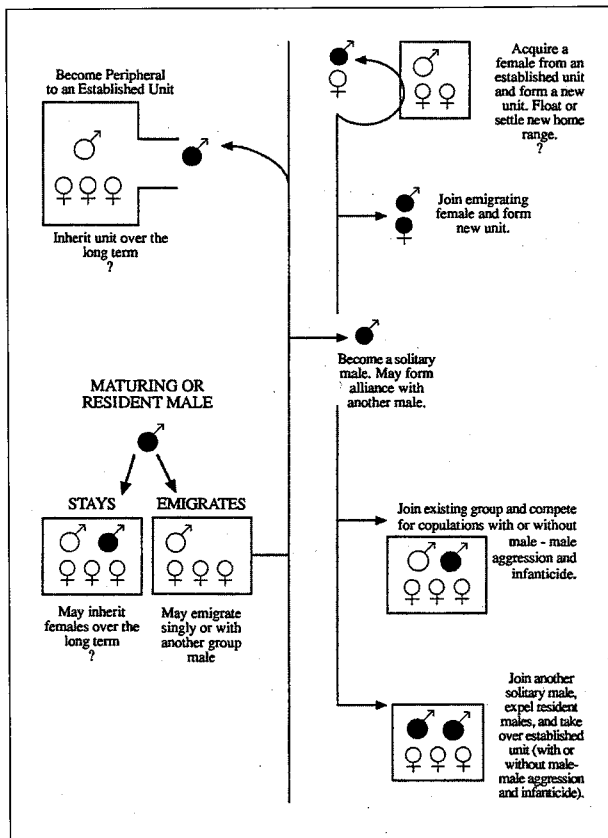 Become Peripheral
to an Established Unit
Inherit unit over the
long term
?
MATURING OR
RESIDENT MALE
STAYS
EMIGRATES
May inherit
females over the
long term
?
May emigrate
singly or with
another group
male
Acquire a
female from an
established unit
and form a new
unit. Float or
settle new home
range.
?
Join emigrating
female and form
new unit.
Become a solitary
male. May form
alliance with
another male.
Join existing group and compete
for copulations with or without
male - male
aggression and
infanticide.
Join another
solitary male,
expel resident
males, and take
over established
unit (with or
without male-
male aggression
and infanticide).